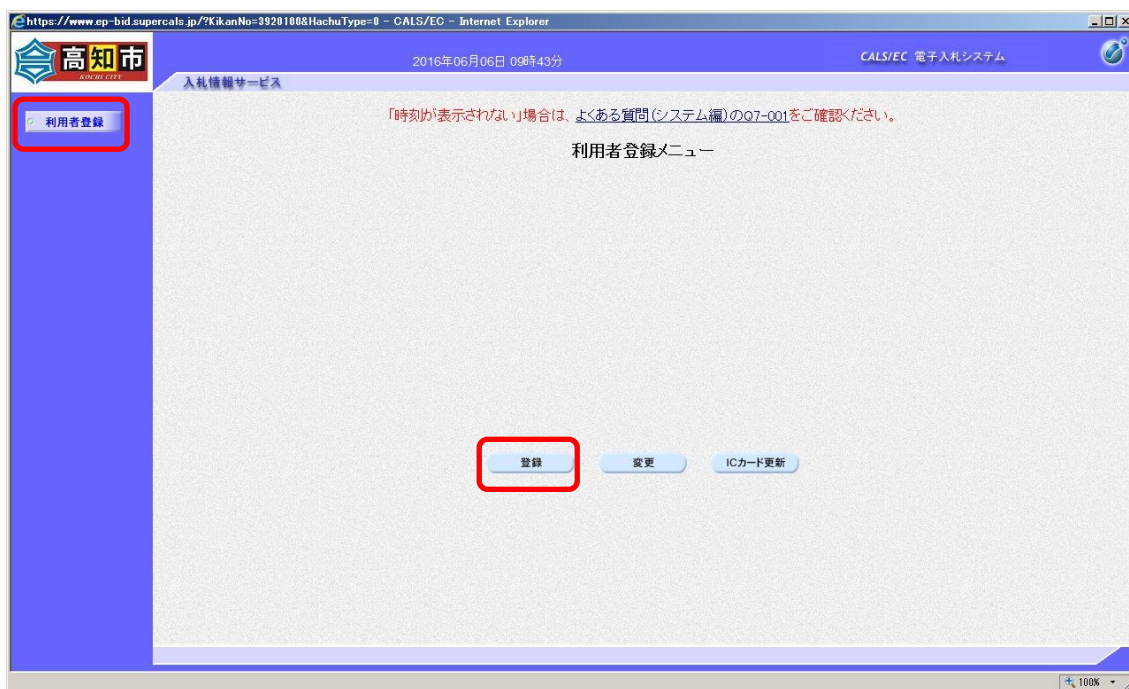 https://www.ep-bid.supercals.jp/?KikanNo=3920100&HachuType=0 - CALS/EC - Internet Explorer
高知市
KOCHI CITY
2016年06月06日 09時43分
CALS/EC 電子入札システム
入札情報サービス
利用者登録
「時刻が表示されない」場合は、よくある質問(システム編)のQ7-001をご確認ください。
利用者登録メニュー
登録 変更 ICカード更新
100%